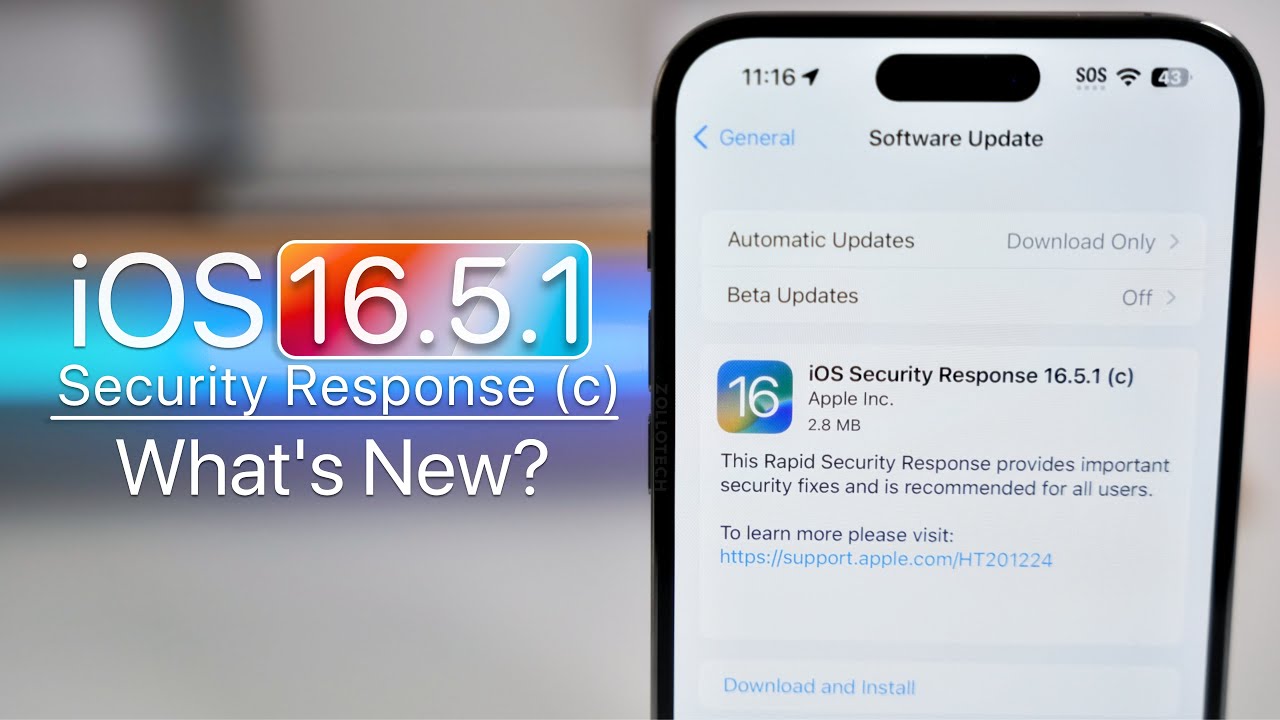 iOS 16.5.1
Security Response (c)
What's New?
11:16
SOS
43
General
Software Update
Automatic Updates
Download Only
Beta Updates
Off
16
iOS Security Response 16.5.1 (c)
Apple Inc.
2.8 MB
This Rapid Security Response provides important
security fixes and is recommended for all users.
To learn more please visit:
https://support.apple.com/HT201224
Download and Install
ZOLLOTECH